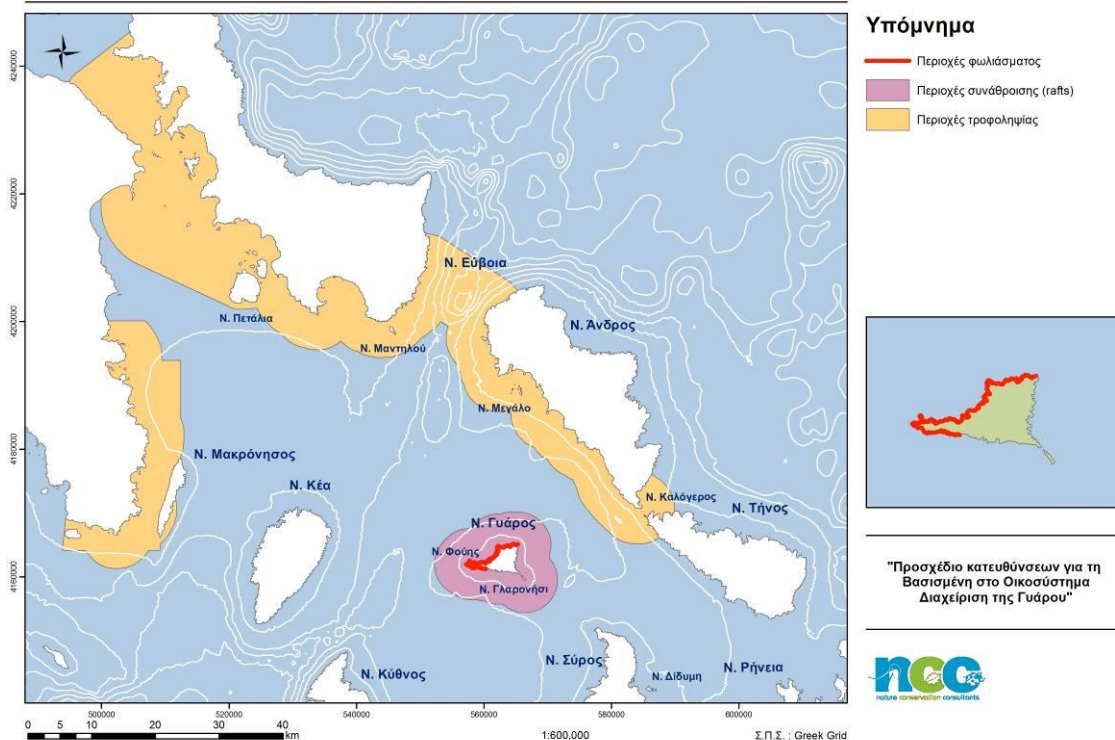 Υπόμνημα
Περιοχές φωλιάσματος
Περιοχές συνάθροισης (rafts)
Περιοχές τροφοληψίας
4240000
4220000
4200000
4180000
4160000
Ν. Εύβοια
Ν. Πετάλια
Ν. Άνδρος
Ν. Μαντηλού
Ν. Μεγάλο
Ν. Μακρόνησος
Ν. Κέα
Ν. Καλόγερος
Ν. Τήνος
Ν. Γυάρος
Ν. Φούης
Ν. Γλαρονήσι
Ν. Σύρος
Ν. Ρήνεια
Ν. Κύθνος
Ν. Δίδυμη
500000
520000
540000
560000
580000
600000
0 5 10 20 30 40
km
1:600,000
Σ.Π.Σ. : Greek Grid
"Προσχέδιο κατευθύνσεων για τη
Βασισμένη στο Οικοσύστημα
Διαχείριση της Γυάρου"
ncc
nature conservation consultants